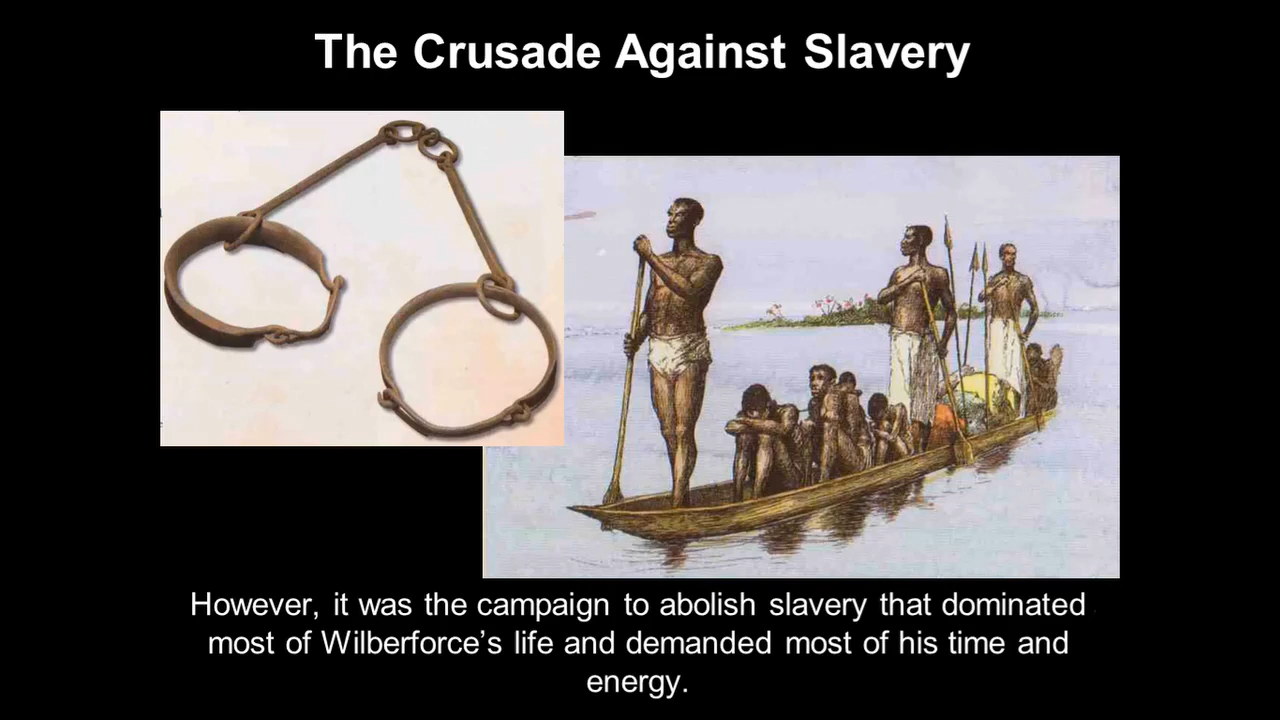 The Crusade Against Slavery
However, it was the campaign to abolish slavery that dominated
most of Wilberforce’s life and demanded most of his time and
energy.